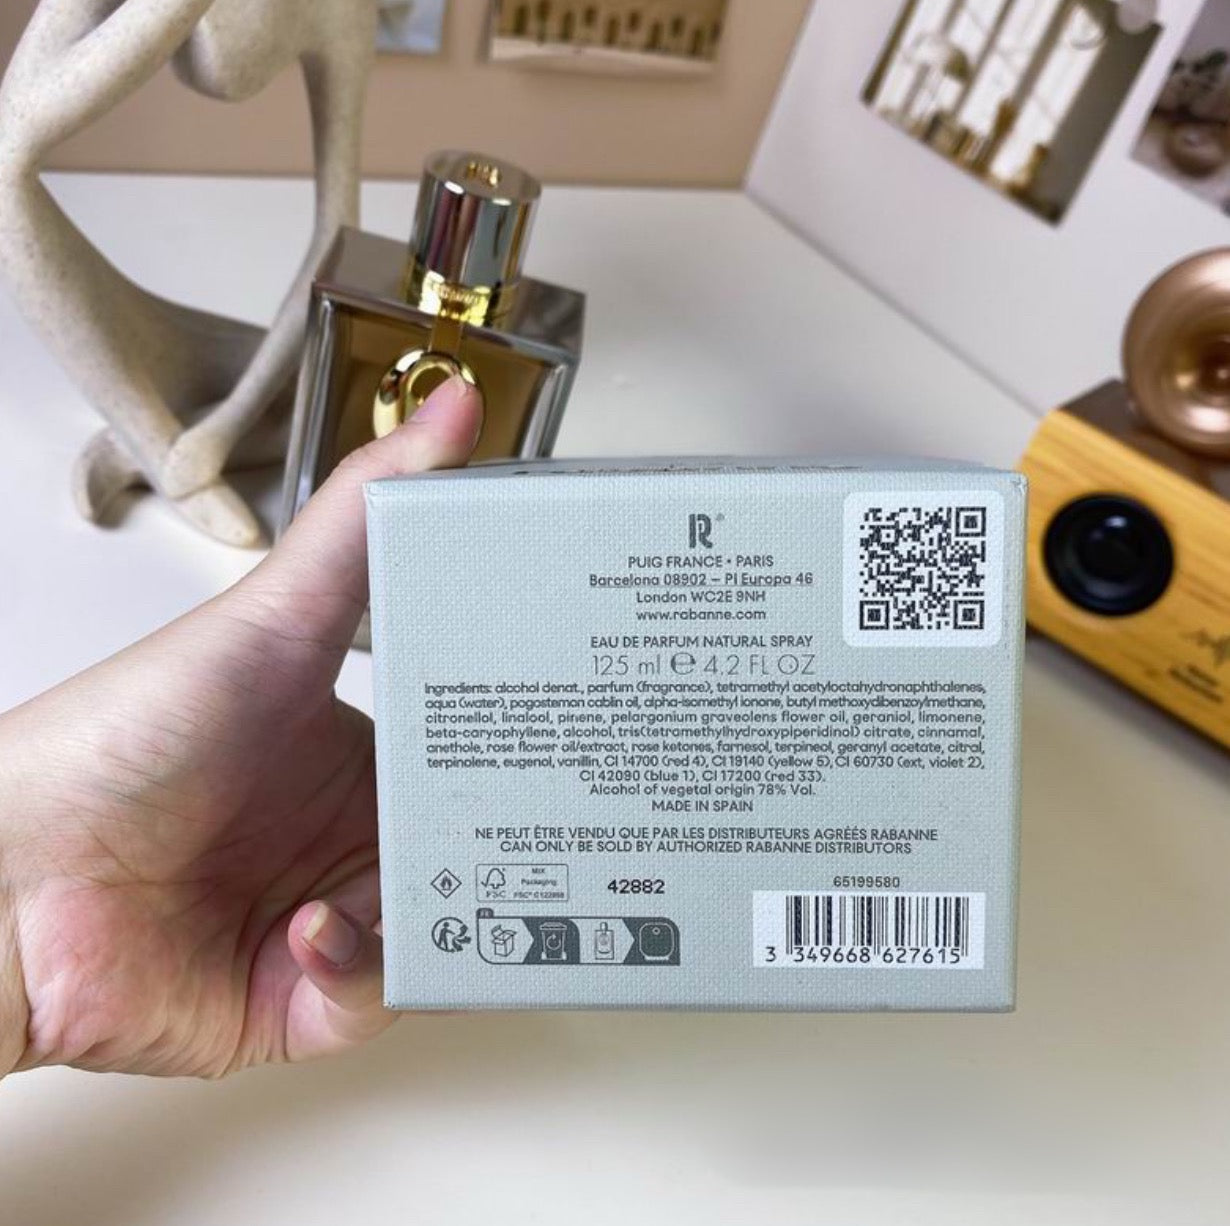 R
PUIG FRANCE • PARIS
Barcelona 08902 – Pl Europa 46
London WC2E 9NH
www.rabanne.com
EAU DE PARFUM NATURAL SPRAY
125 ml ℮ 4.2 FL OZ
Ingredients: alcohol denat., parfum (fragrance), tetramethyl acetyloctahydronaphthalenes,
aqua (water), pogostemon cablin oil, alpha-isomethyl ionone, butyl methoxydibenzoylmethane,
citronellol, linalool, pinene, pelargonium graveolens flower oil, geraniol, limonene,
beta-caryophyllene, alcohol, tris(tetramethylhydroxypiperidinol) citrate, cinnamal,
anethole, rose flower oil/extract, rose ketones, farnesol, terpineol, geranyl acetate, citral,
terpinolene, eugenol, vanillin, CI 14700 (red 4), CI 19140 (yellow 5), CI 60730 (ext. violet 2),
CI 42090 (blue 1), CI 17200 (red 33).
Alcohol of vegetal origin 78% Vol.
MADE IN SPAIN
NE PEUT ÊTRE VENDU QUE PAR LES DISTRIBUTEURS AGRÉÉS RABANNE
CAN ONLY BE SOLD BY AUTHORIZED RABANNE DISTRIBUTORS
FSC
MIX
Packaging
FSC® C122898
42882
65199580
FR
3 349668 627615